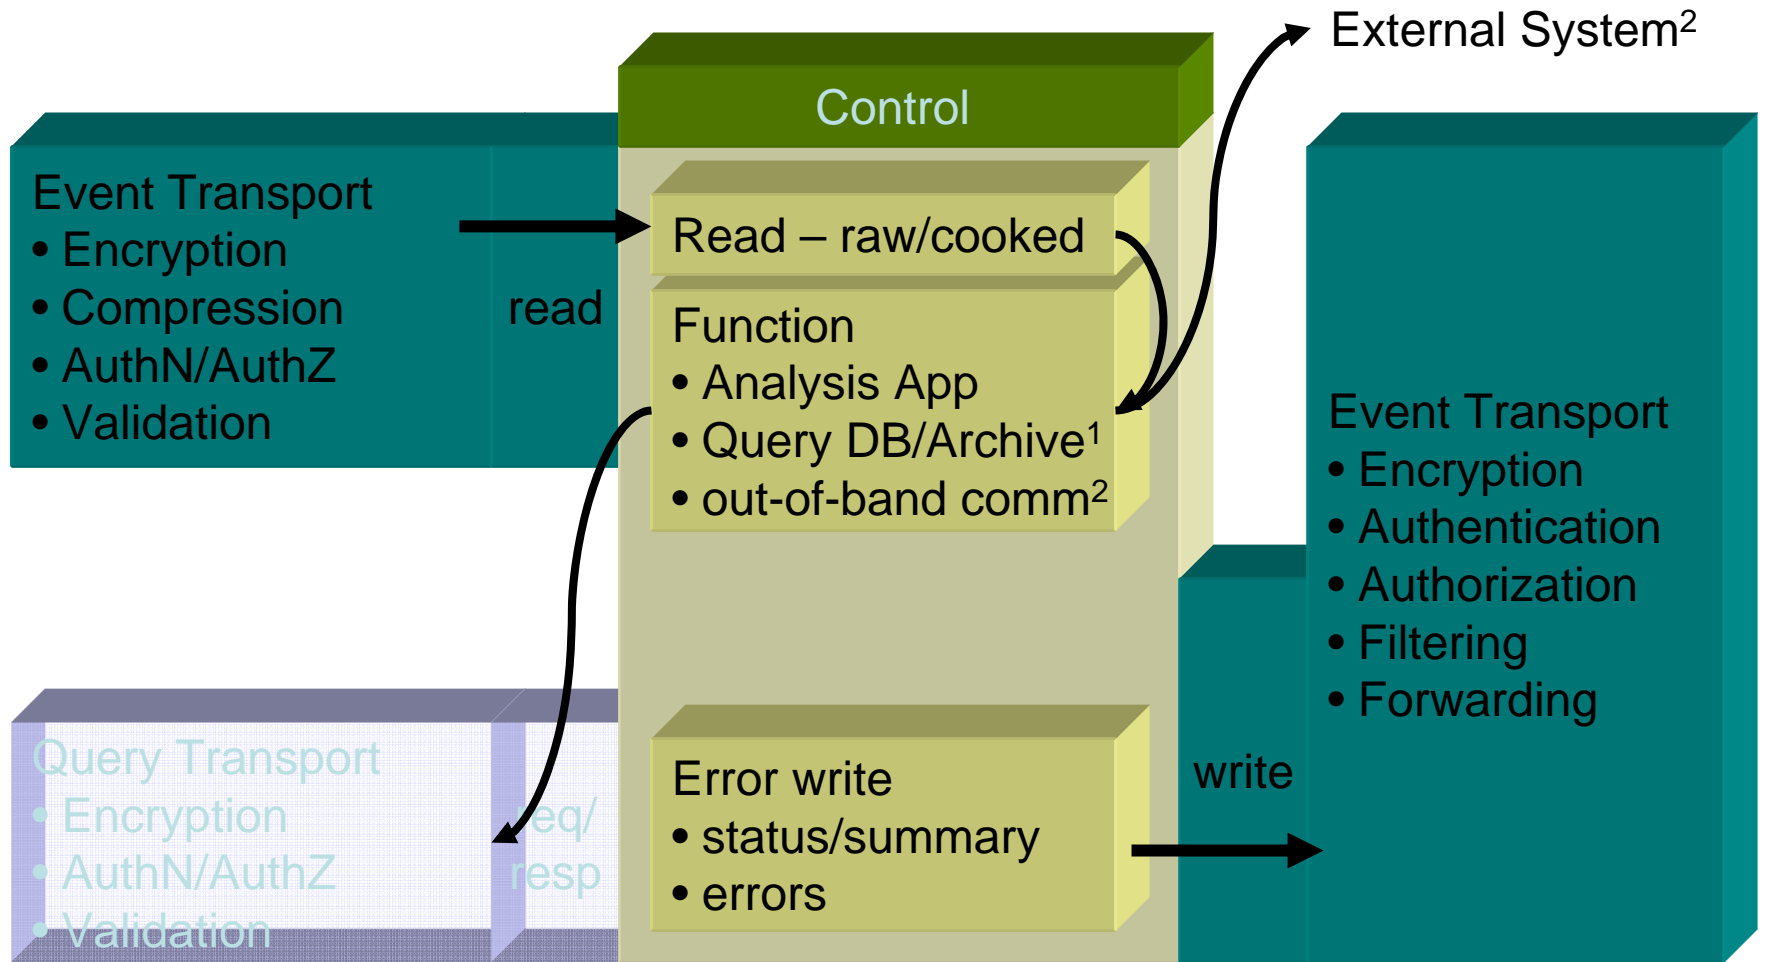 External System²
Control
Event Transport
• Encryption
• Compression
• AuthN/AuthZ
• Validation
read
Read – raw/cooked
Function
• Analysis App
• Query DB/Archive¹
• out-of-band comm²
Event Transport
• Encryption
• Authentication
• Authorization
• Filtering
• Forwarding
Query Transport
• Encryption
• AuthN/AuthZ
• Validation
req/
resp
Error write
• status/summary
• errors
write